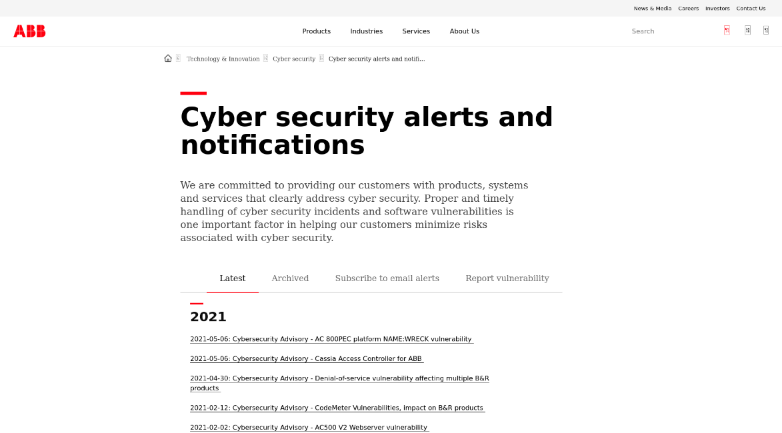 News & Media Careers Investors Contact Us
ABB
Products Industries Services About Us Search
Technology & Innovation Cyber security Cyber security alerts and notifi...
Cyber security alerts and
notifications
We are committed to providing our customers with products, systems
and services that clearly address cyber security. Proper and timely
handling of cyber security incidents and software vulnerabilities is
one important factor in helping our customers minimize risks
associated with cyber security.
Latest Archived Subscribe to email alerts Report vulnerability
2021
2021-05-06: Cybersecurity Advisory - AC 800PEC platform NAME:WRECK vulnerability
2021-05-06: Cybersecurity Advisory - Cassia Access Controller for ABB
2021-04-30: Cybersecurity Advisory - Denial-of-service vulnerability affecting multiple B&R
products
2021-02-12: Cybersecurity Advisory - CodeMeter Vulnerabilities, impact on B&R products
2021-02-02: Cybersecurity Advisory - AC500 V2 Webserver vulnerability